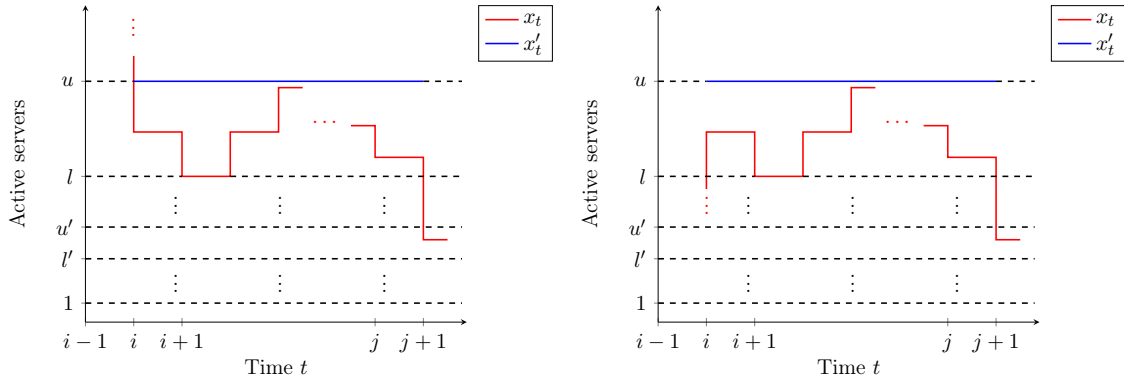 x_t
x′_t
u
l
u′
l′
1
Active servers
i − 1
i
i + 1
j
j + 1
Time t
x_t
x′_t
u
l
u′
l′
1
Active servers
i − 1
i
i + 1
j
j + 1
Time t